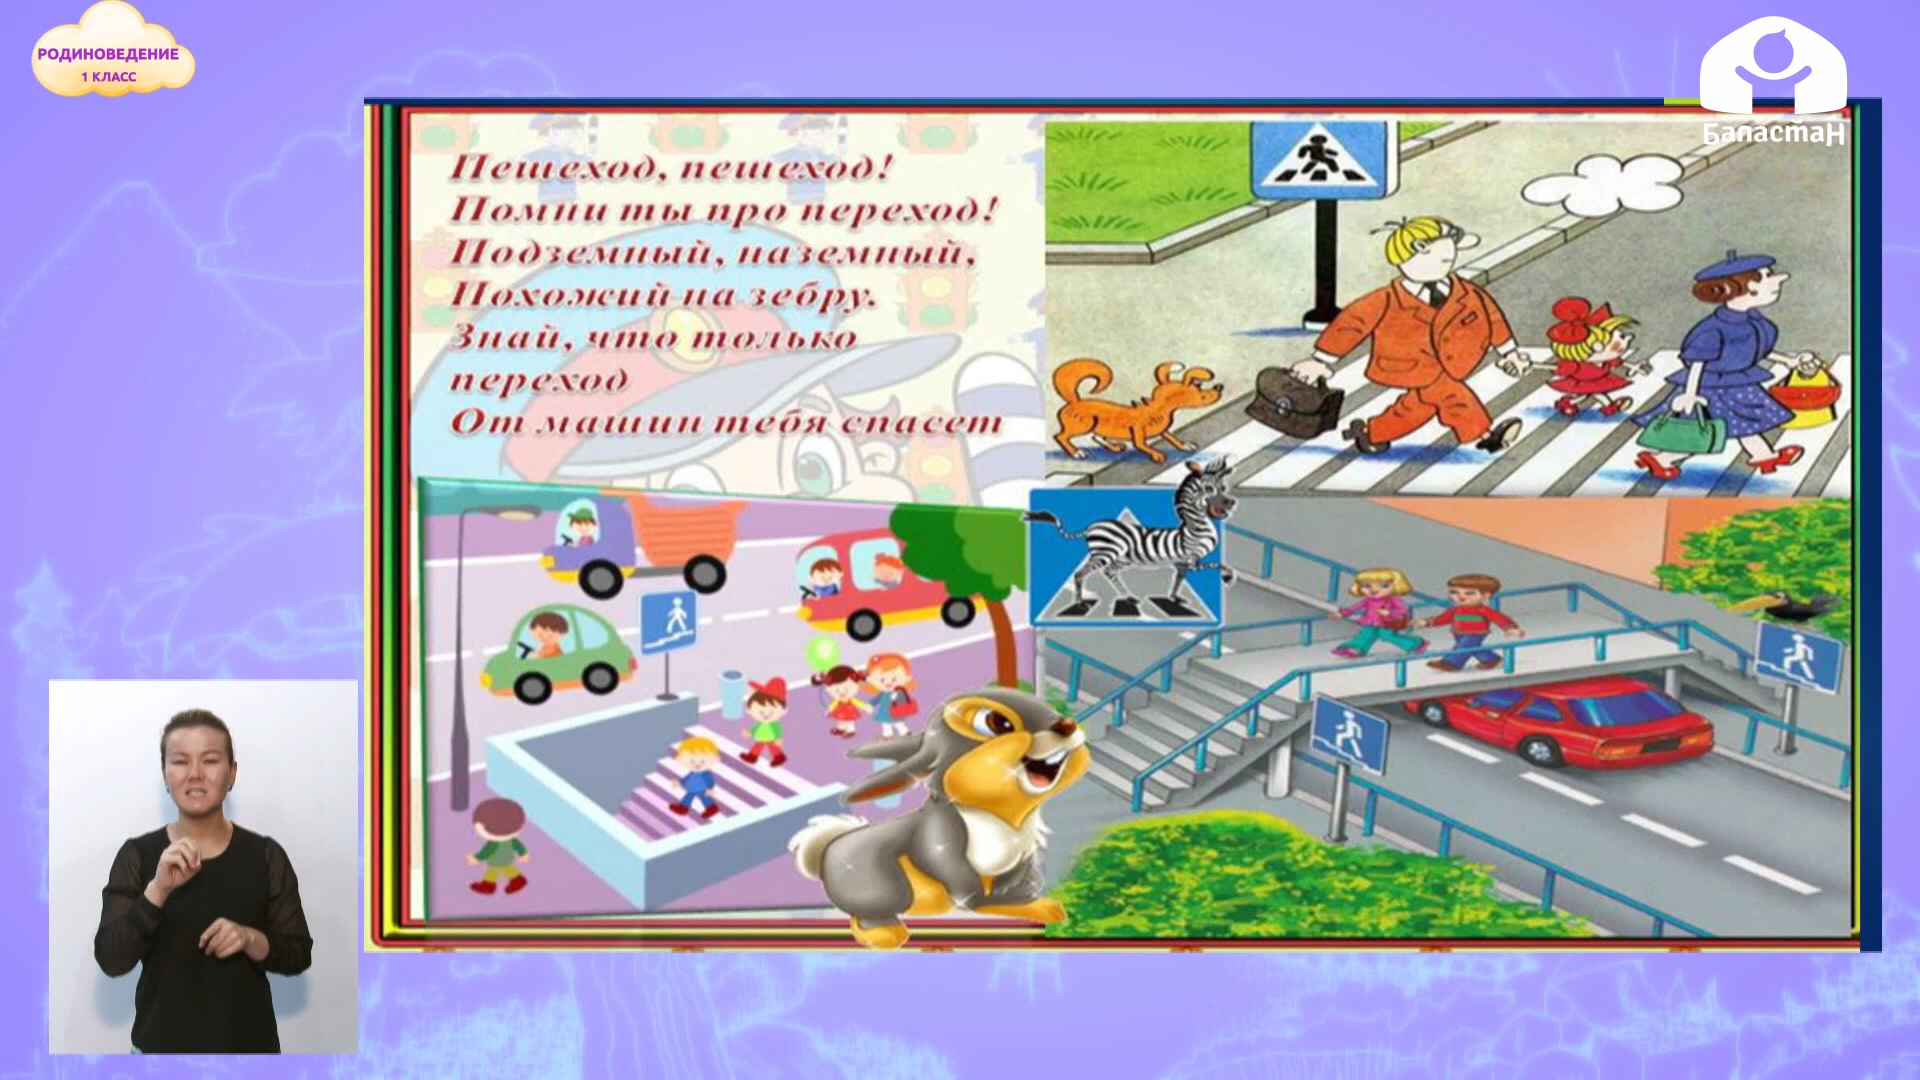 РОДИНОВЕДЕНИЕ
1 КЛАСС
БаластаН
Пешеход, пешеход!
Помни ты про переход!
Подземный, наземный,
Похожий на зебру.
Знай, что только
переход
От машин тебя спасет